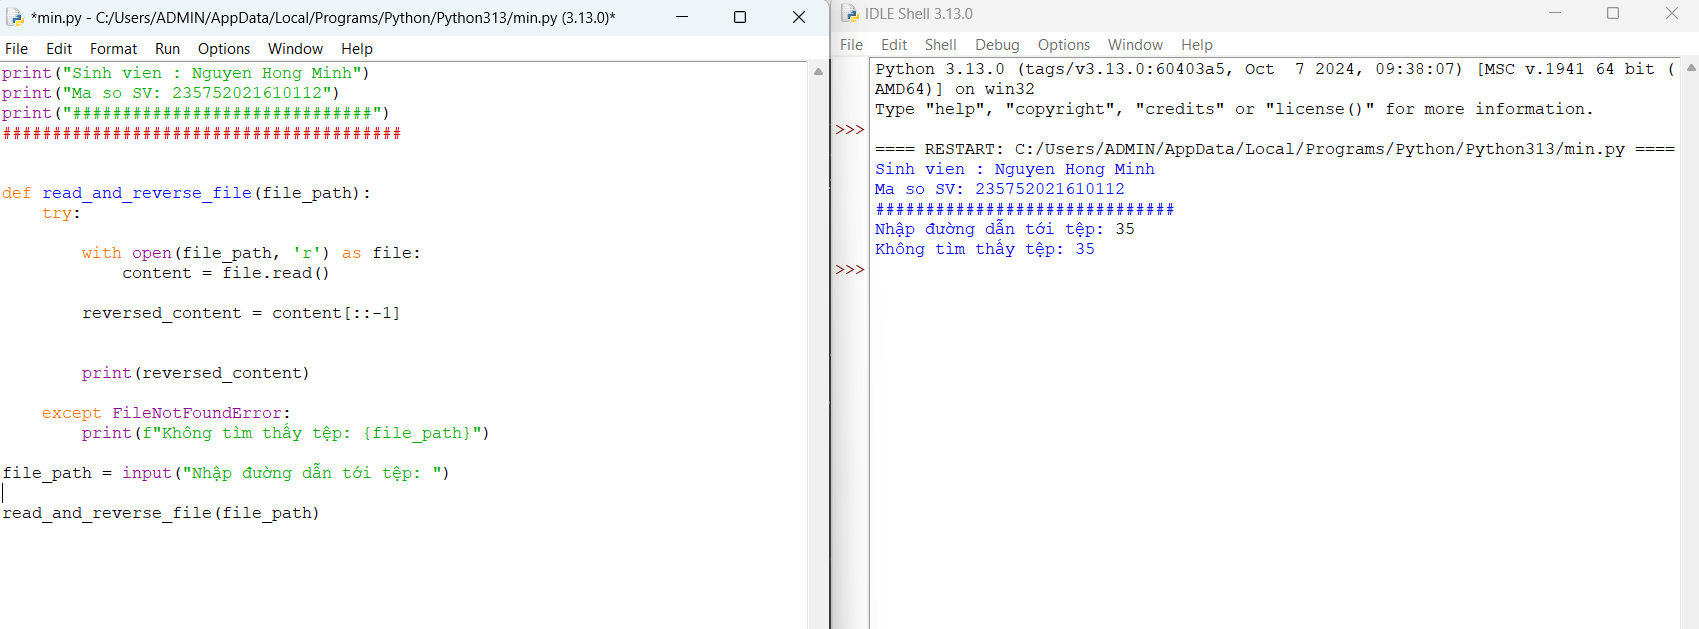 *min.py - C:/Users/ADMIN/AppData/Local/Programs/Python/Python313/min.py (3.13.0)*
File Edit Format Run Options Window Help
print("Sinh vien : Nguyen Hong Minh")
print("Ma so SV: 235752021610112")
print("##############################")
########################################
def read_and_reverse_file(file_path):
    try:
        with open(file_path, 'r') as file:
            content = file.read()
        reversed_content = content[::-1]
        print(reversed_content)
    except FileNotFoundError:
        print(f"Không tìm thấy tệp: {file_path}")
file_path = input("Nhập đường dẫn tới tệp: ")
read_and_reverse_file(file_path)
IDLE Shell 3.13.0
File Edit Shell Debug Options Window Help
Python 3.13.0 (tags/v3.13.0:60403a5, Oct  7 2024, 09:38:07) [MSC v.1941 64 bit (
AMD64)] on win32
Type "help", "copyright", "credits" or "license()" for more information.
>>>
==== RESTART: C:/Users/ADMIN/AppData/Local/Programs/Python/Python313/min.py ====
Sinh vien : Nguyen Hong Minh
Ma so SV: 235752021610112
##############################
Nhập đường dẫn tới tệp: 35
Không tìm thấy tệp: 35
>>>